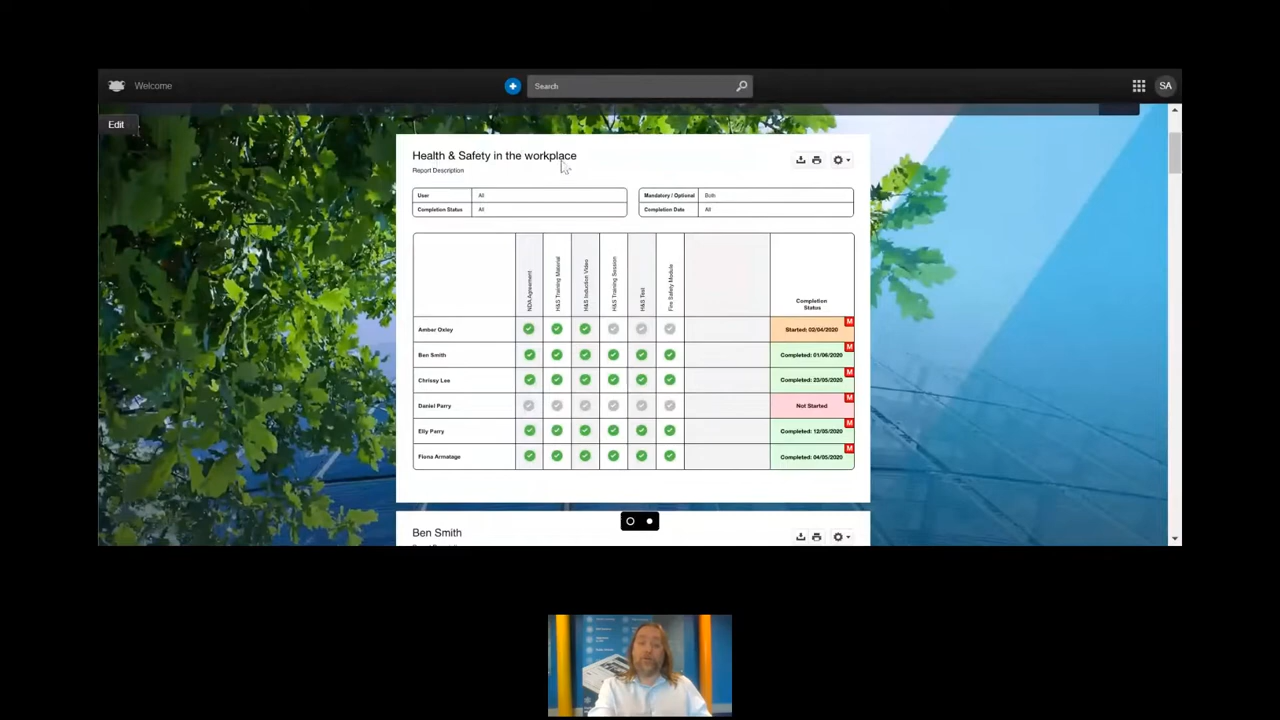 Welcome
Search
SA
Edit
Health & Safety in the workplace
Report Description
User All
Mandatory / Optional Both
Completion Status All
Completion Date All
NDA Agreement
H&S Training Material
H&S Induction Video
H&S Training Session
H&S Test
Fire Safety Module
Completion
Status
Amber Oxley Started: 02/04/2020 M
Ben Smith Completed: 01/06/2020 M
Chrissy Lee Completed: 23/05/2020 M
Daniel Parry Not Started M
Elly Parry Completed: 12/05/2020 M
Fiona Armatage Completed: 04/05/2020 M
Ben Smith